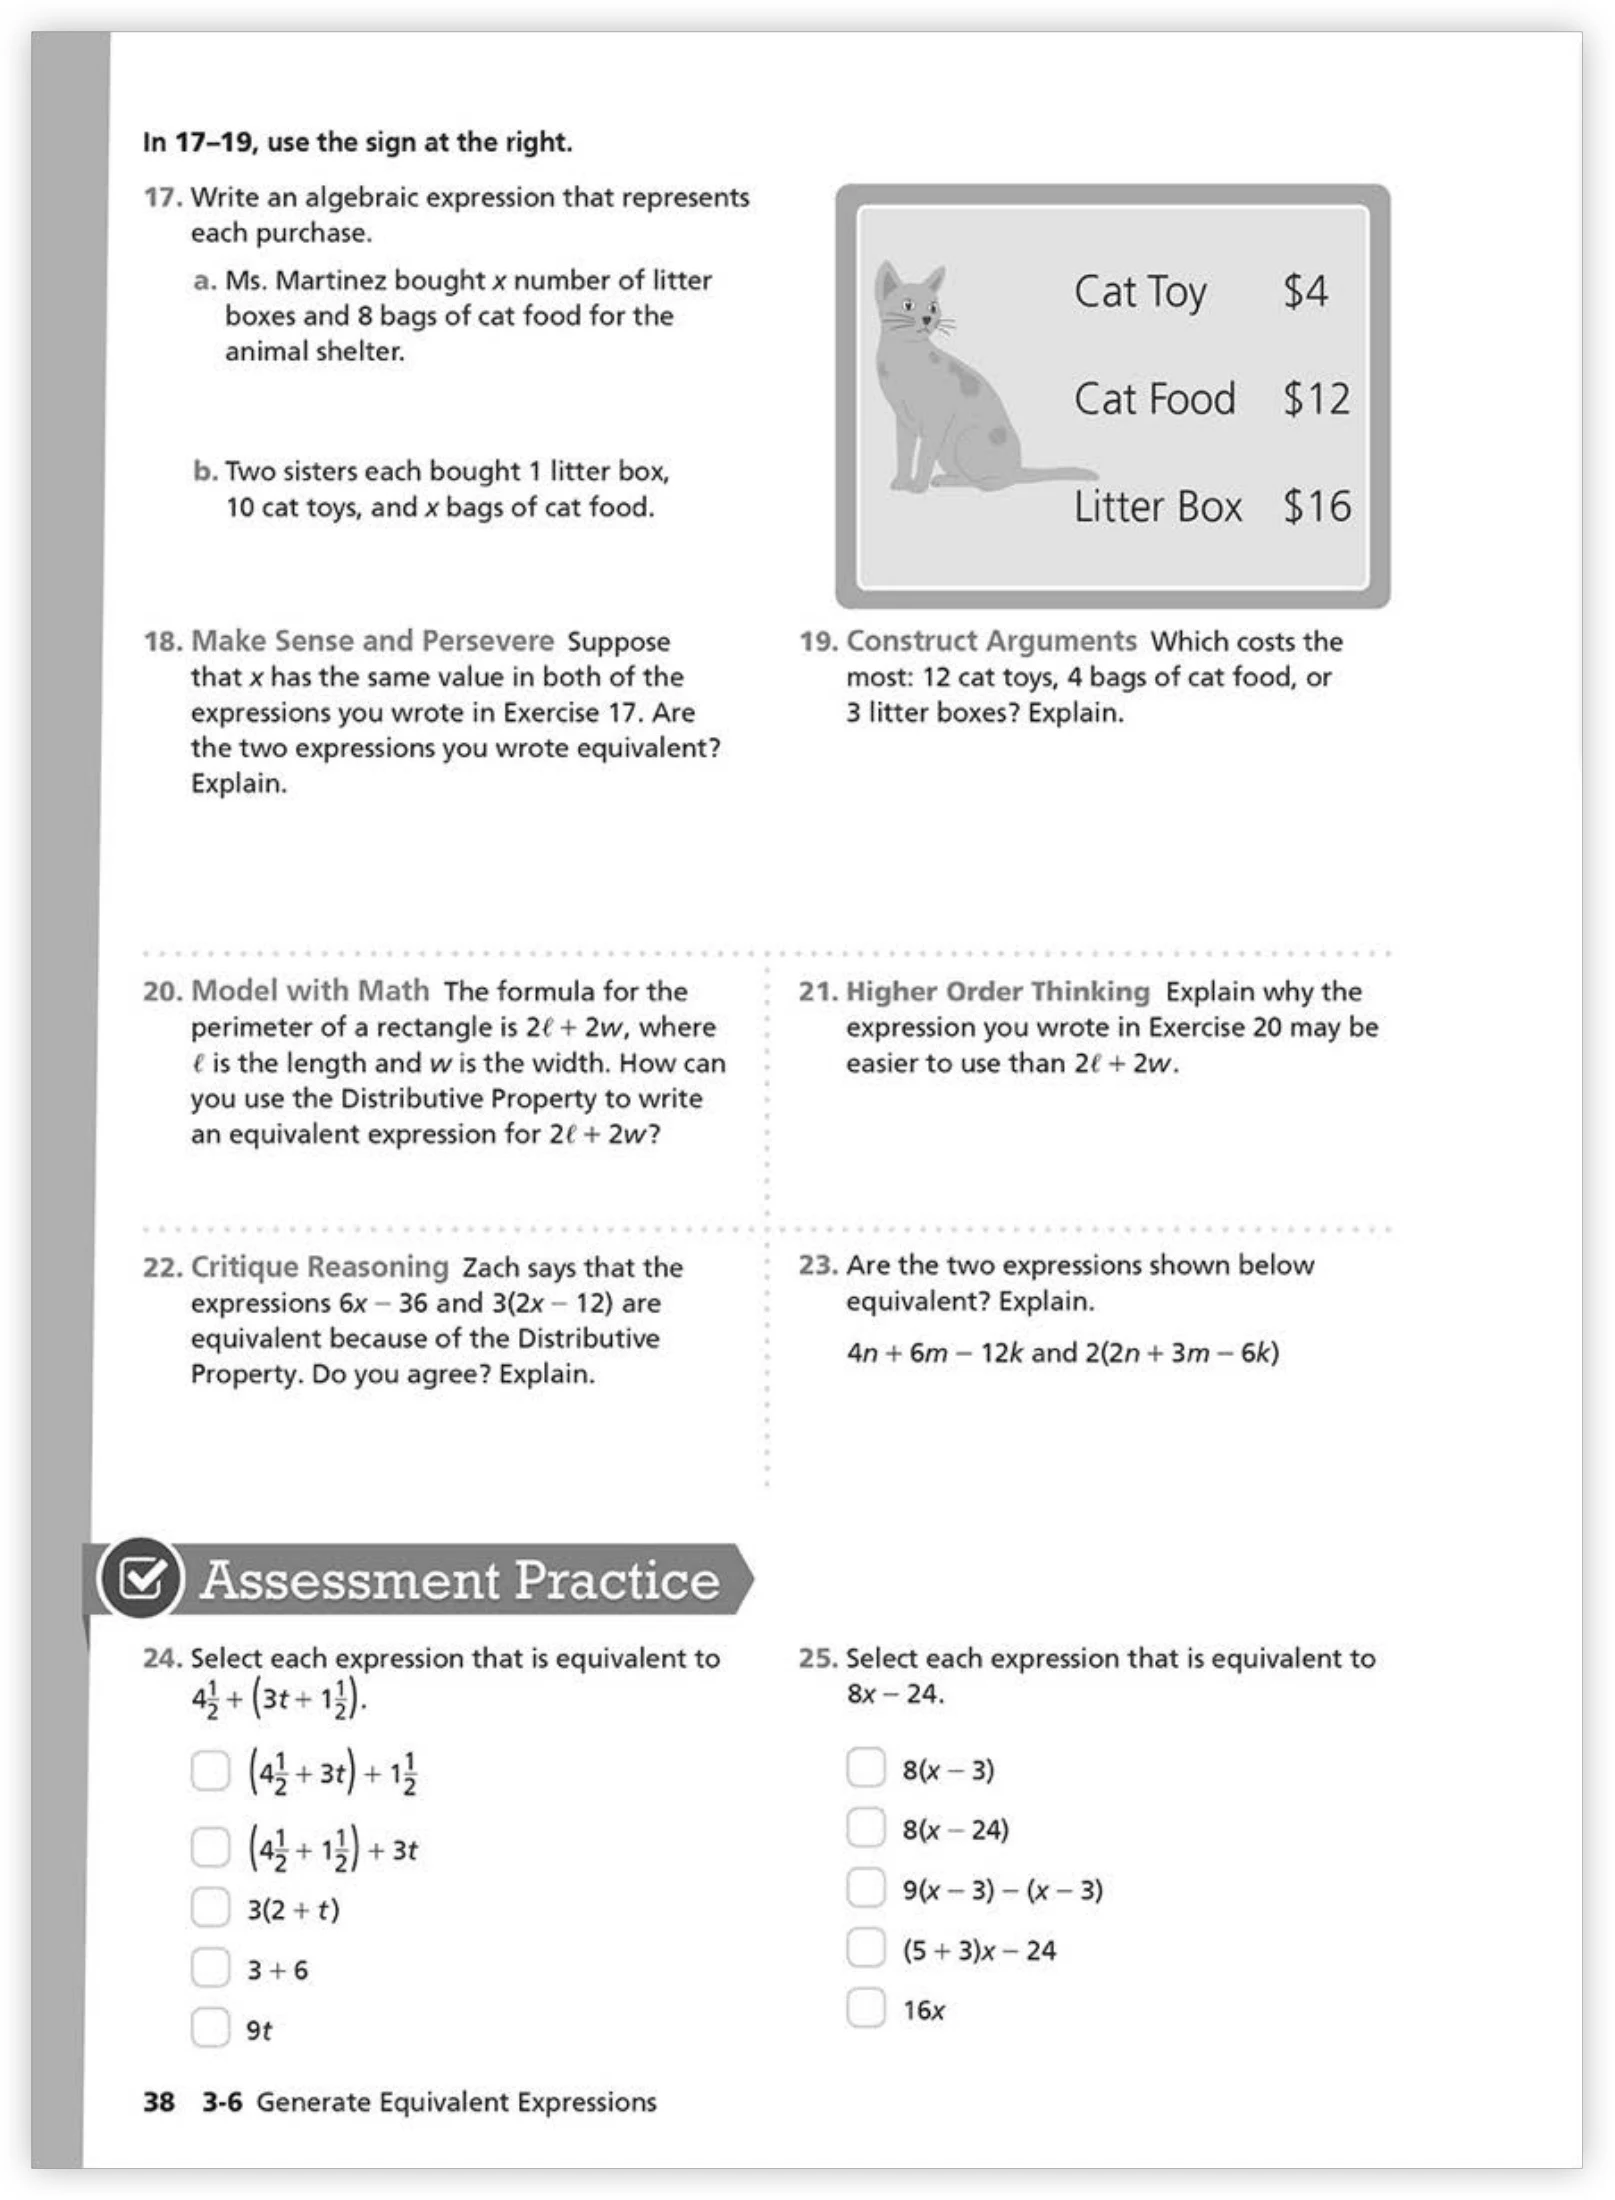 In 17–19, use the sign at the right.
17. Write an algebraic expression that represents
each purchase.
a. Ms. Martinez bought x number of litter
boxes and 8 bags of cat food for the
animal shelter.
b. Two sisters each bought 1 litter box,
10 cat toys, and x bags of cat food.
Cat Toy $4
Cat Food $12
Litter Box $16
18. Make Sense and Persevere Suppose
that x has the same value in both of the
expressions you wrote in Exercise 17. Are
the two expressions you wrote equivalent?
Explain.
19. Construct Arguments Which costs the
most: 12 cat toys, 4 bags of cat food, or
3 litter boxes? Explain.
20. Model with Math The formula for the
perimeter of a rectangle is 2ℓ + 2w, where
ℓ is the length and w is the width. How can
you use the Distributive Property to write
an equivalent expression for 2ℓ + 2w?
21. Higher Order Thinking Explain why the
expression you wrote in Exercise 20 may be
easier to use than 2ℓ + 2w.
22. Critique Reasoning Zach says that the
expressions 6x − 36 and 3(2x − 12) are
equivalent because of the Distributive
Property. Do you agree? Explain.
23. Are the two expressions shown below
equivalent? Explain.
4n + 6m − 12k and 2(2n + 3m − 6k)
Assessment Practice
24. Select each expression that is equivalent to
4½ + (3t + 1½).
(4½ + 3t) + 1½
(4½ + 1½) + 3t
3(2 + t)
3 + 6
9t
25. Select each expression that is equivalent to
8x − 24.
8(x − 3)
8(x − 24)
9(x − 3) − (x − 3)
(5 + 3)x − 24
16x
38 3-6 Generate Equivalent Expressions